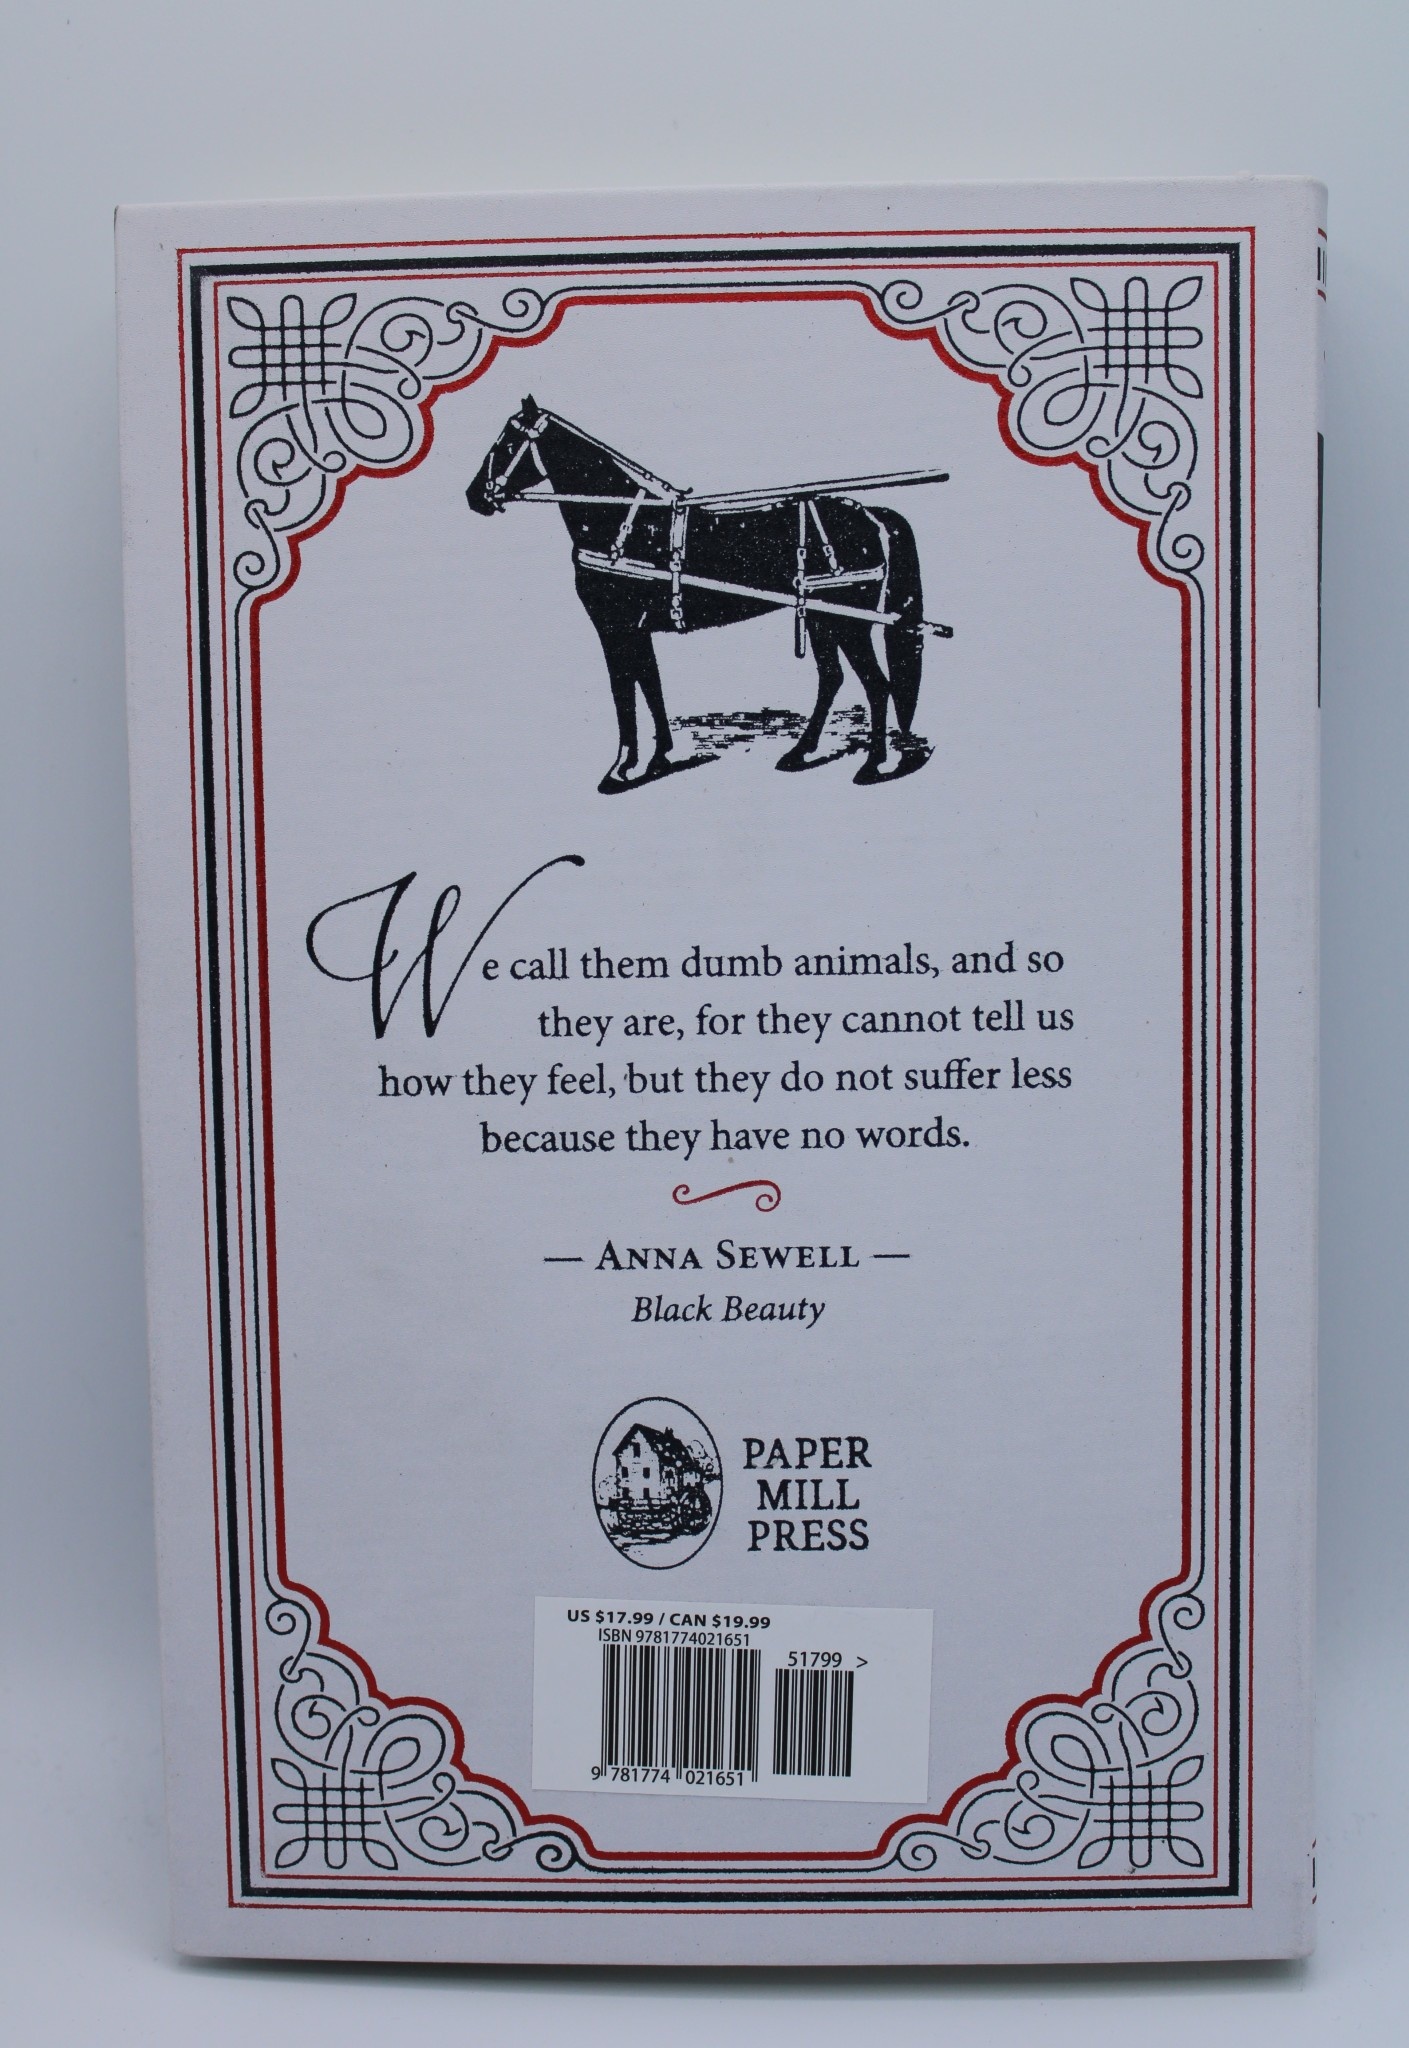 We call them dumb animals, and so
they are, for they cannot tell us
how they feel, but they do not suffer less
because they have no words.
— ANNA SEWELL —
Black Beauty
PAPER
MILL
PRESS
US $17.99 / CAN $19.99
ISBN 9781774021651
51799 >
9 781774 021651